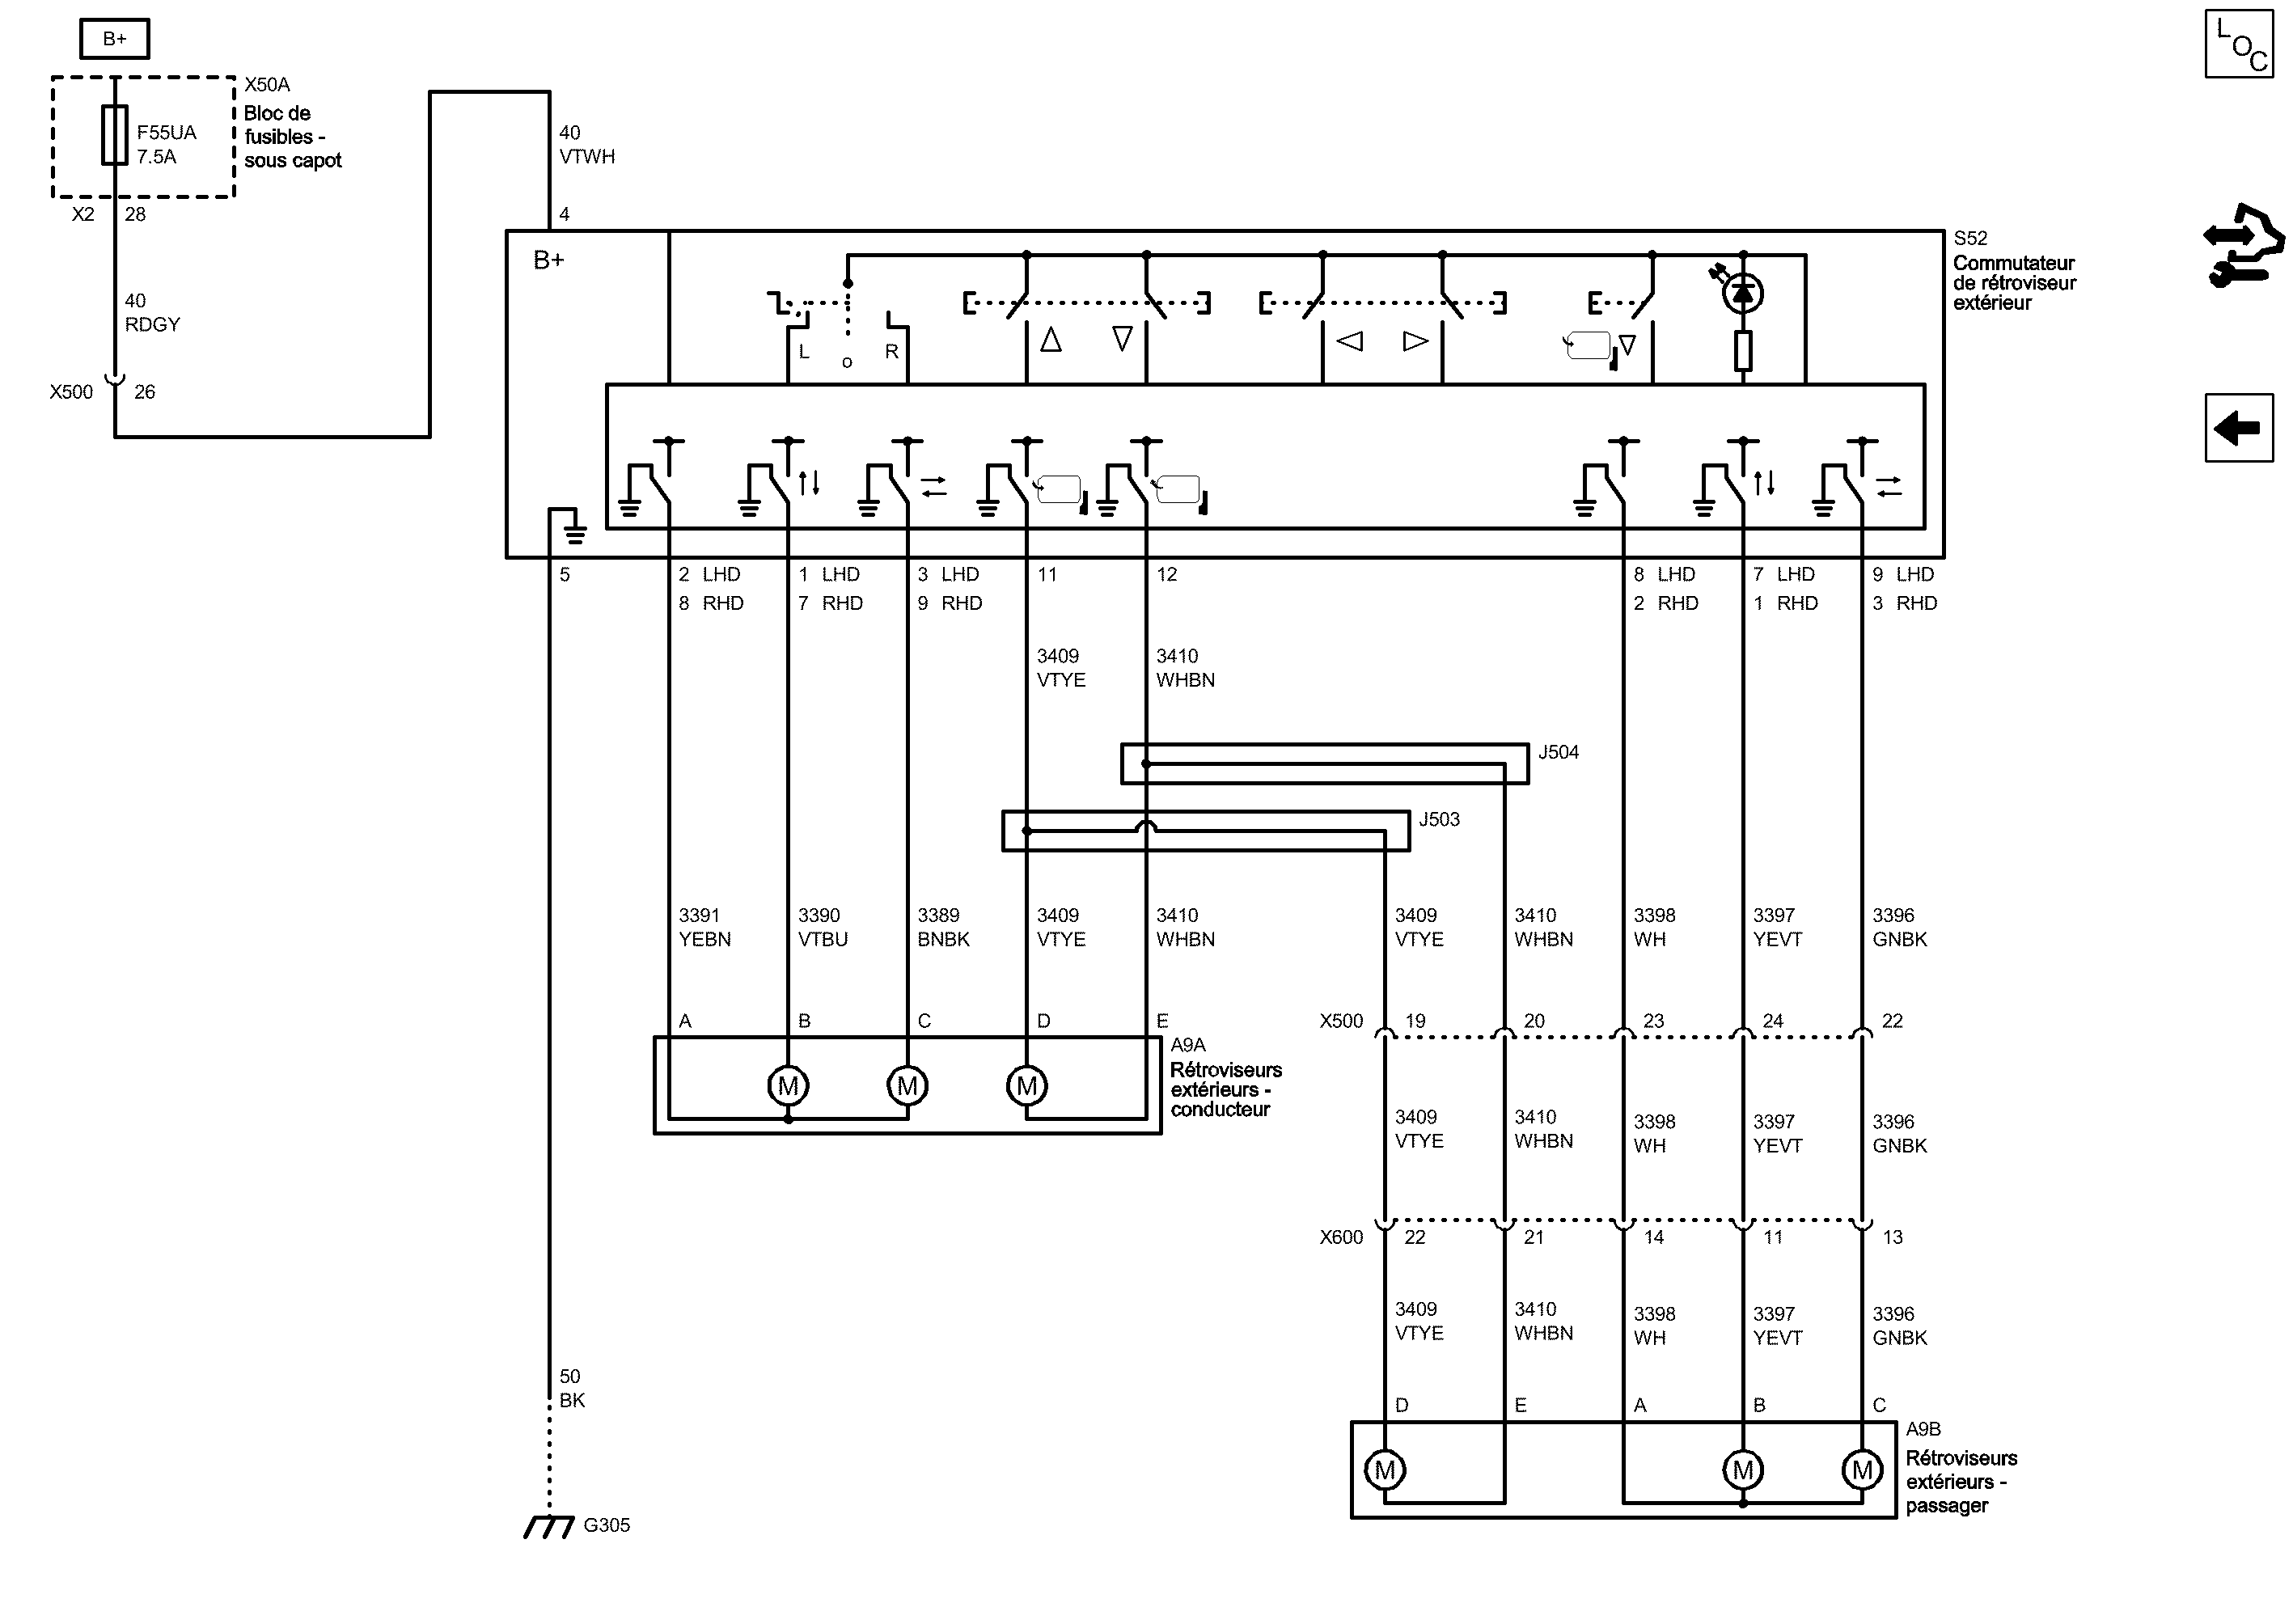 B+
X50A
Bloc de
fusibles -
sous capot
F55UA
7.5A
X2 28
40
RDGY
X500 26
40
VTWH
4
L
O
C
S52
Commutateur
de rétroviseur
extérieur
B+
L
o
R
5
2 LHD
8 RHD
1 LHD
7 RHD
3 LHD
9 RHD
11
12
8 LHD
2 RHD
7 LHD
1 RHD
9 LHD
3 RHD
3409
VTYE
3410
WHBN
J504
J503
3391
YEBN
3390
VTBU
3389
BNBK
3409
VTYE
3410
WHBN
3409
VTYE
3410
WHBN
3398
WH
3397
YEVT
3396
GNBK
A B C D E
X500 19 20 23 24 22
A9A
Rétroviseurs
extérieurs -
conducteur
M M M
3409
VTYE
3410
WHBN
3398
WH
3397
YEVT
3396
GNBK
X600 22 21 14 11 13
3409
VTYE
3410
WHBN
3398
WH
3397
YEVT
3396
GNBK
50
BK
D E A B C
A9B
Rétroviseurs
extérieurs -
passager
M M M
G305